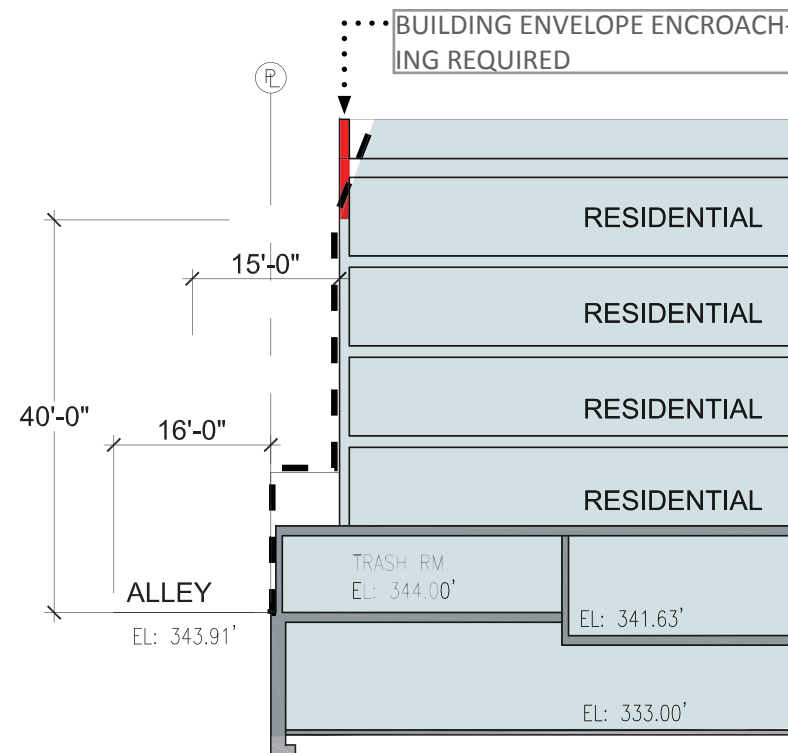 BUILDING ENVELOPE ENCROACH-
ING REQUIRED
PL
RESIDENTIAL
15'-0"
RESIDENTIAL
40'-0"
16'-0"
RESIDENTIAL
RESIDENTIAL
TRASH RM.
EL: 344.00'
ALLEY
EL: 343.91'
EL: 341.63'
EL: 333.00'